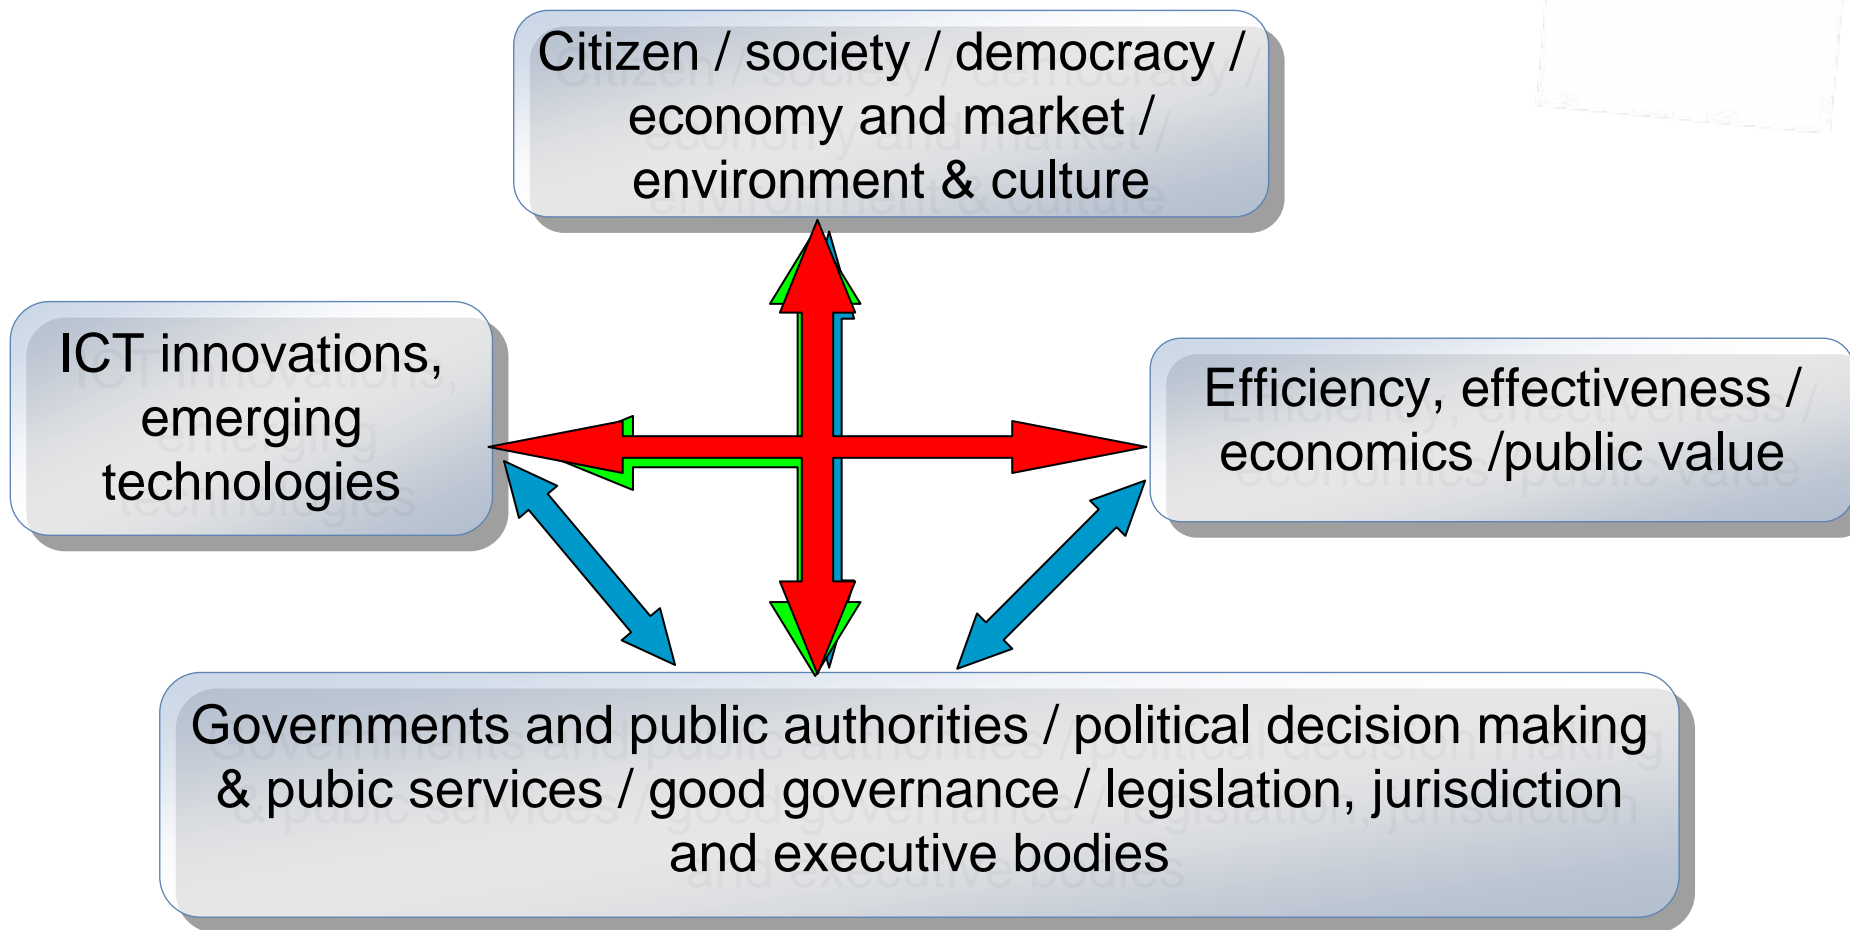 Citizen / society / democracy /
economy and market /
environment & culture
ICT innovations,
emerging
technologies
Efficiency, effectiveness /
economics /public value
Governments and public authorities / political decision making
& pubic services / good governance / legislation, jurisdiction
and executive bodies